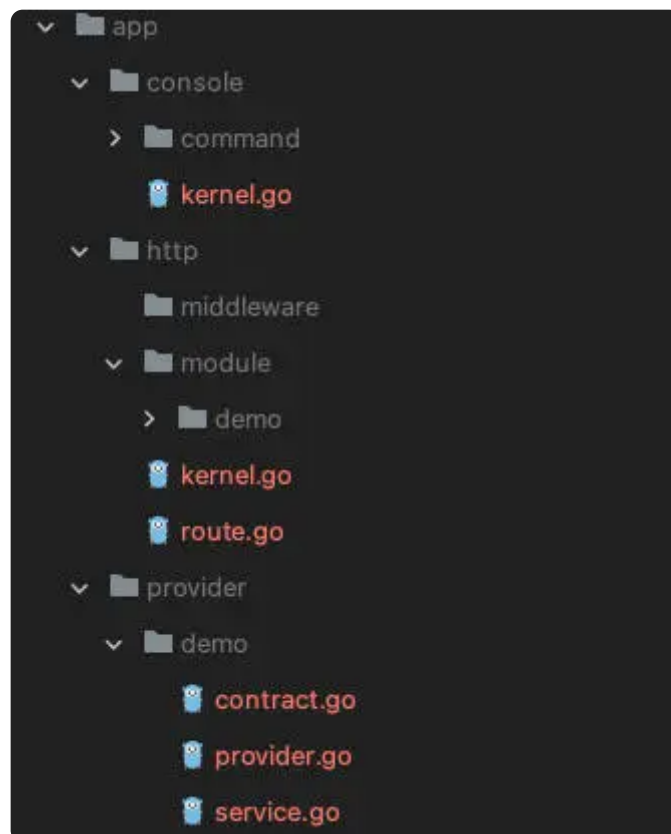 app
console
command
kernel.go
http
middleware
module
demo
kernel.go
route.go
provider
demo
contract.go
provider.go
service.go